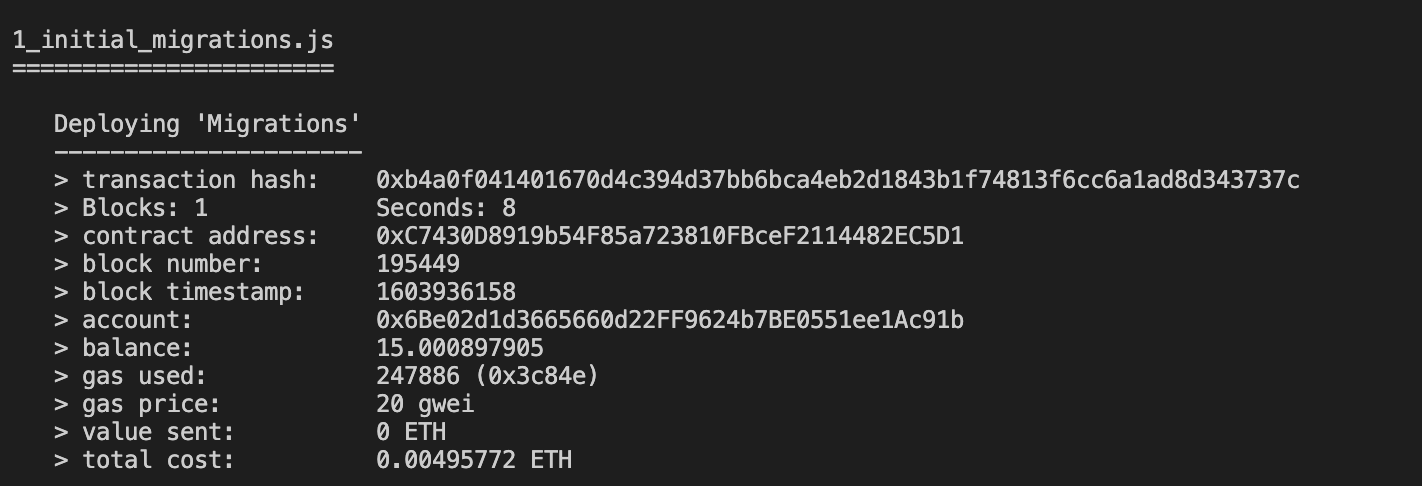 1_initial_migrations.js
=======================
Deploying 'Migrations'
----------------------
> transaction hash: 0xb4a0f041401670d4c394d37bb6bca4eb2d1843b1f74813f6cc6a1ad8d343737c
> Blocks: 1 Seconds: 8
> contract address: 0xC7430D8919b54F85a723810FBceF2114482EC5D1
> block number: 195449
> block timestamp: 1603936158
> account: 0x6Be02d1d3665660d22FF9624b7BE0551ee1Ac91b
> balance: 15.000897905
> gas used: 247886 (0x3c84e)
> gas price: 20 gwei
> value sent: 0 ETH
> total cost: 0.00495772 ETH